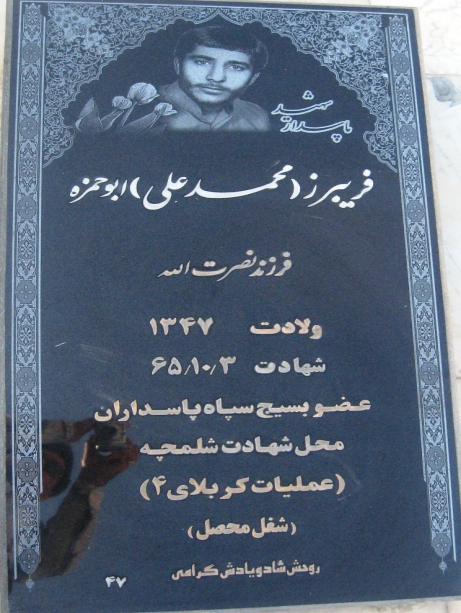 شهید
پاسدار
فریبرز (محمد علی) ابوحمزه
فرزند نصرت الله
ولادت ۱۳۴۷
شهادت ۶۵/۱۰/۳
عضو بسیج سپاه پاسداران
محل شهادت شلمچه
(عملیات کربلای ۴)
(شغل محصل)
روحش شاد و یادش گرامی
۴۷